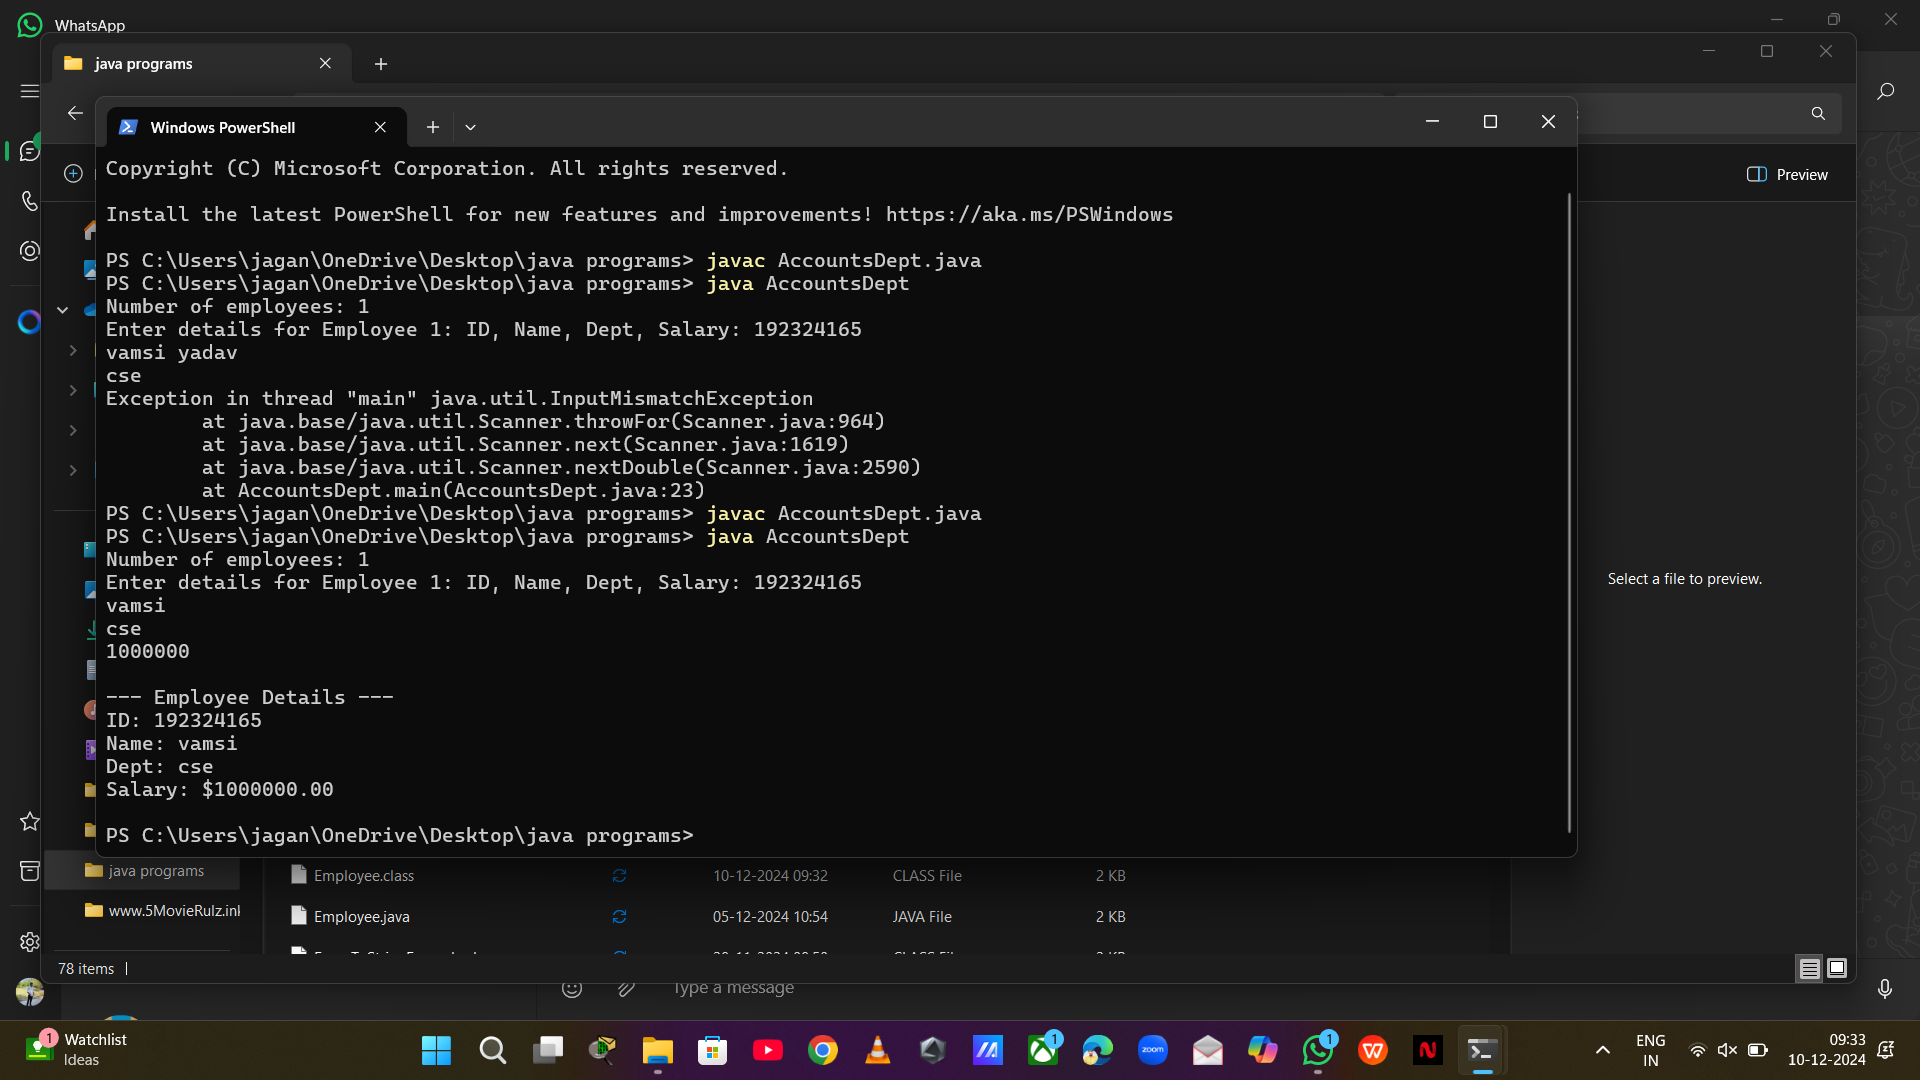 WhatsApp
java programs
Windows PowerShell
Copyright (C) Microsoft Corporation. All rights reserved.
Install the latest PowerShell for new features and improvements! https://aka.ms/PSWindows
PS C:\Users\jagan\OneDrive\Desktop\java programs> javac AccountsDept.java
PS C:\Users\jagan\OneDrive\Desktop\java programs> java AccountsDept
Number of employees: 1
Enter details for Employee 1: ID, Name, Dept, Salary: 192324165
vamsi yadav
cse
Exception in thread "main" java.util.InputMismatchException
        at java.base/java.util.Scanner.throwFor(Scanner.java:964)
        at java.base/java.util.Scanner.next(Scanner.java:1619)
        at java.base/java.util.Scanner.nextDouble(Scanner.java:2590)
        at AccountsDept.main(AccountsDept.java:23)
PS C:\Users\jagan\OneDrive\Desktop\java programs> javac AccountsDept.java
PS C:\Users\jagan\OneDrive\Desktop\java programs> java AccountsDept
Number of employees: 1
Enter details for Employee 1: ID, Name, Dept, Salary: 192324165
vamsi
cse
1000000
--- Employee Details ---
ID: 192324165
Name: vamsi
Dept: cse
Salary: $1000000.00
PS C:\Users\jagan\OneDrive\Desktop\java programs>
Preview
Select a file to preview.
java programs
www.5MovieRulz.ink
Employee.class 10-12-2024 09:32 CLASS File 2 KB
Employee.java 05-12-2024 10:54 JAVA File 2 KB
78 items
Type a message
1
Watchlist
Ideas
zoom
1
1
ENG
IN
09:33
10-12-2024